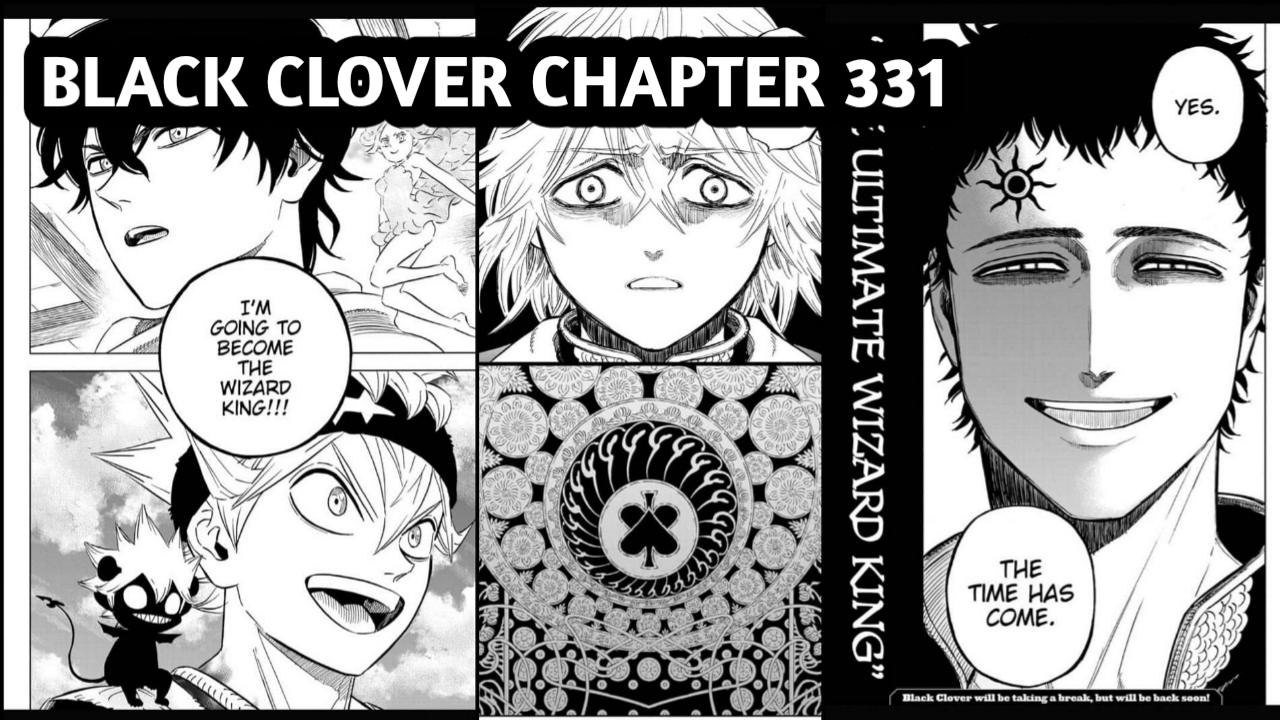 BLACK CLOVER CHAPTER 331
I'M
GOING TO
BECOME
THE
WIZARD
KING!!!
YES.
ULTIMATE WIZARD KING"
THE
TIME HAS
COME.
Black Clover will be taking a break, but will be back soon!